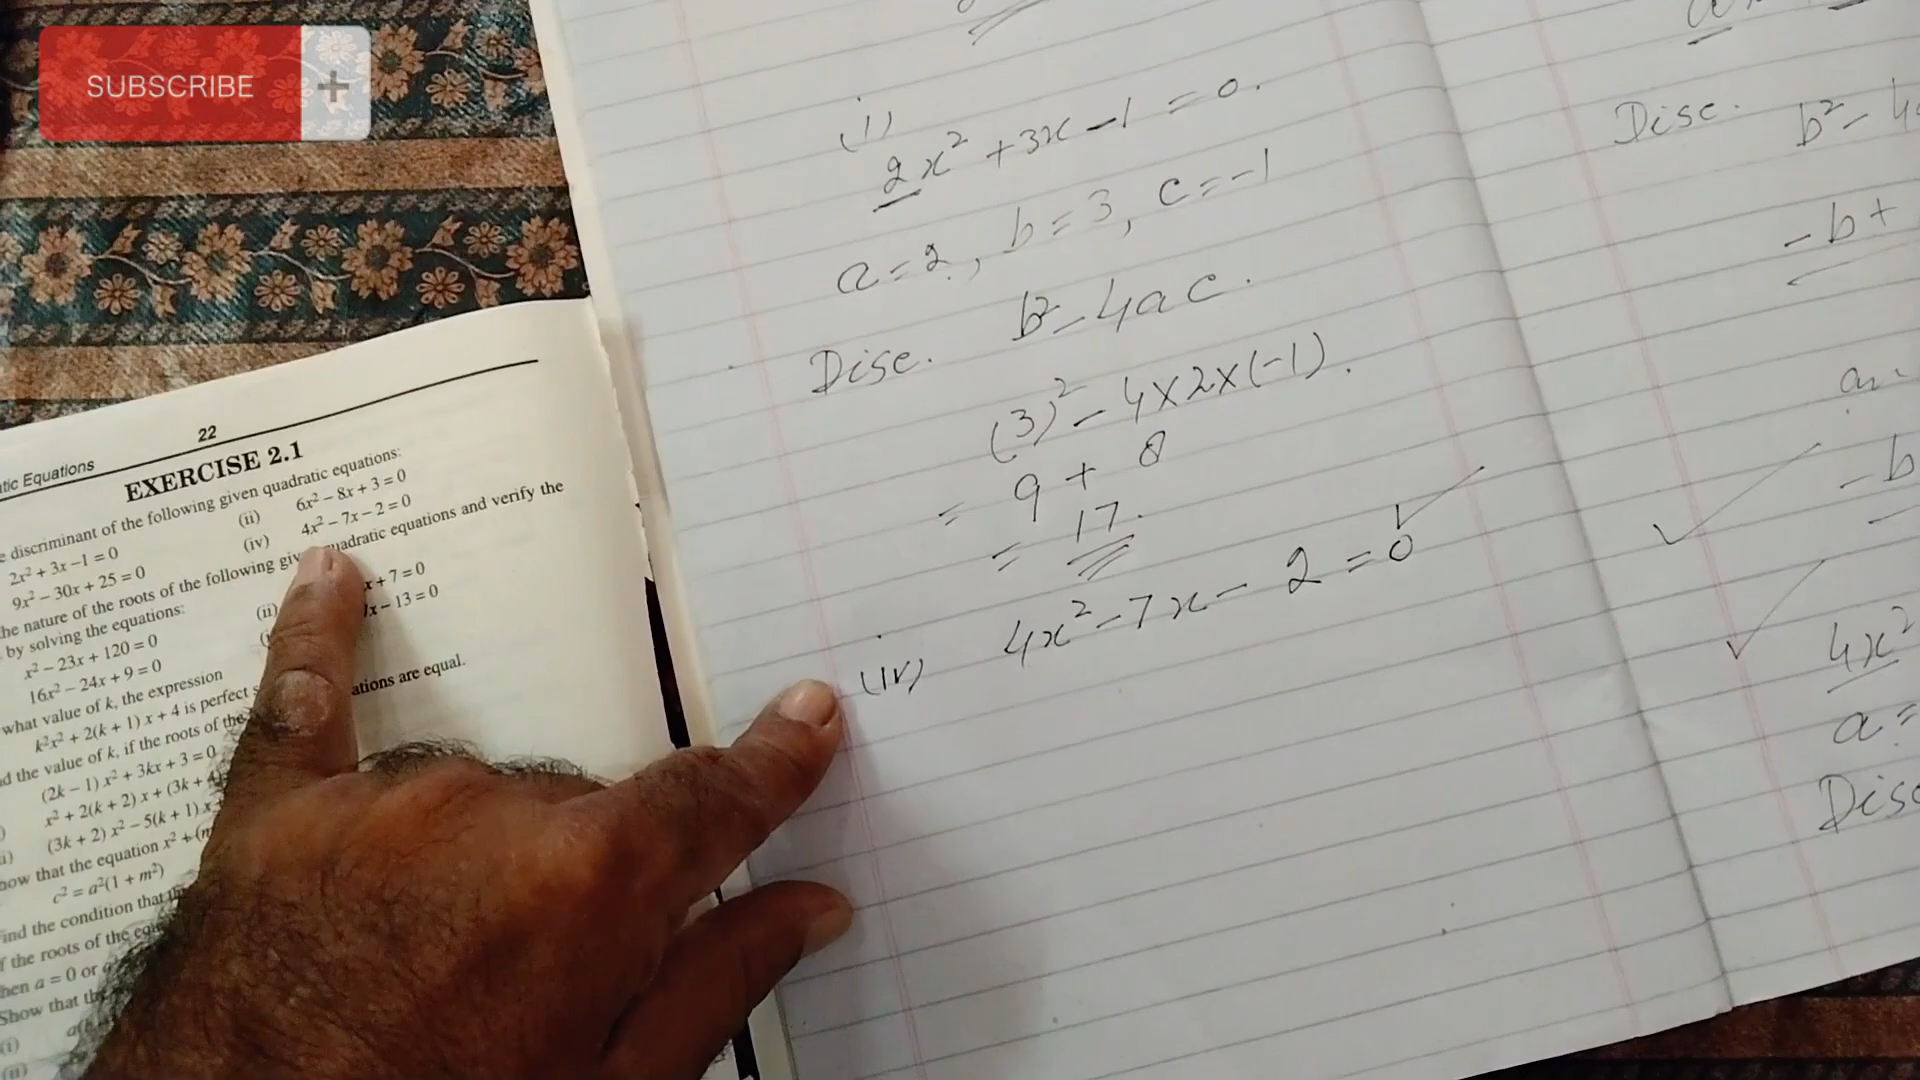 SUBSCRIBE +
22
tic Equations
EXERCISE 2.1
discriminant of the following given quadratic equations:
2x² + 3x − 1 = 0 (ii) 6x² − 8x + 3 = 0
9x² − 30x + 25 = 0 (iv) 4x² − 7x − 2 = 0
the nature of the roots of the following quadratic equations and verify the
by solving the equations:
x² − 23x + 120 = 0 (ii) x + 7 = 0
16x² − 24x + 9 = 0 x − 13 = 0
what value of k, the expression
k²x² + 2(k + 1) x + 4 is perfect
the value of k, if the roots of the equations are equal.
(2k − 1) x² + 3kx + 3 = 0
x² + 2(k + 2) x + (3k + 4
(3k + 2) x² − 5(k + 1) x
how that the equation x² + (m
c² = a²(1 + m²)
ind the condition that
f the roots of the
hen a = 0 or
Show that
(i)
(ii)
(i)
2x² + 3x − 1 = 0.
a = 2, b = 3, c = −1
Disc. b² − 4ac.
(3)² − 4×2×(−1).
= 9 + 8
= 17.
(iv) 4x² − 7x − 2 = 0
Disc. b² − 4
− b +
− b
4x²
a =
Disc